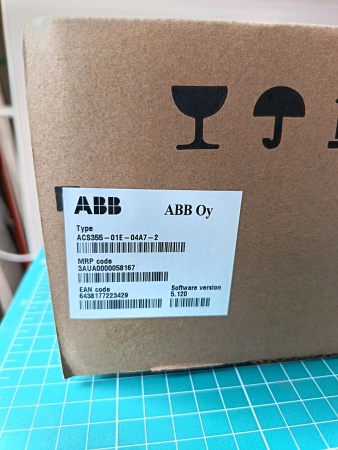 ABB ABB Oy
Type
ACS355-01E-04A7-2
MRP code
3AUA0000058167
EAN code Software version
6438177223429 5.120